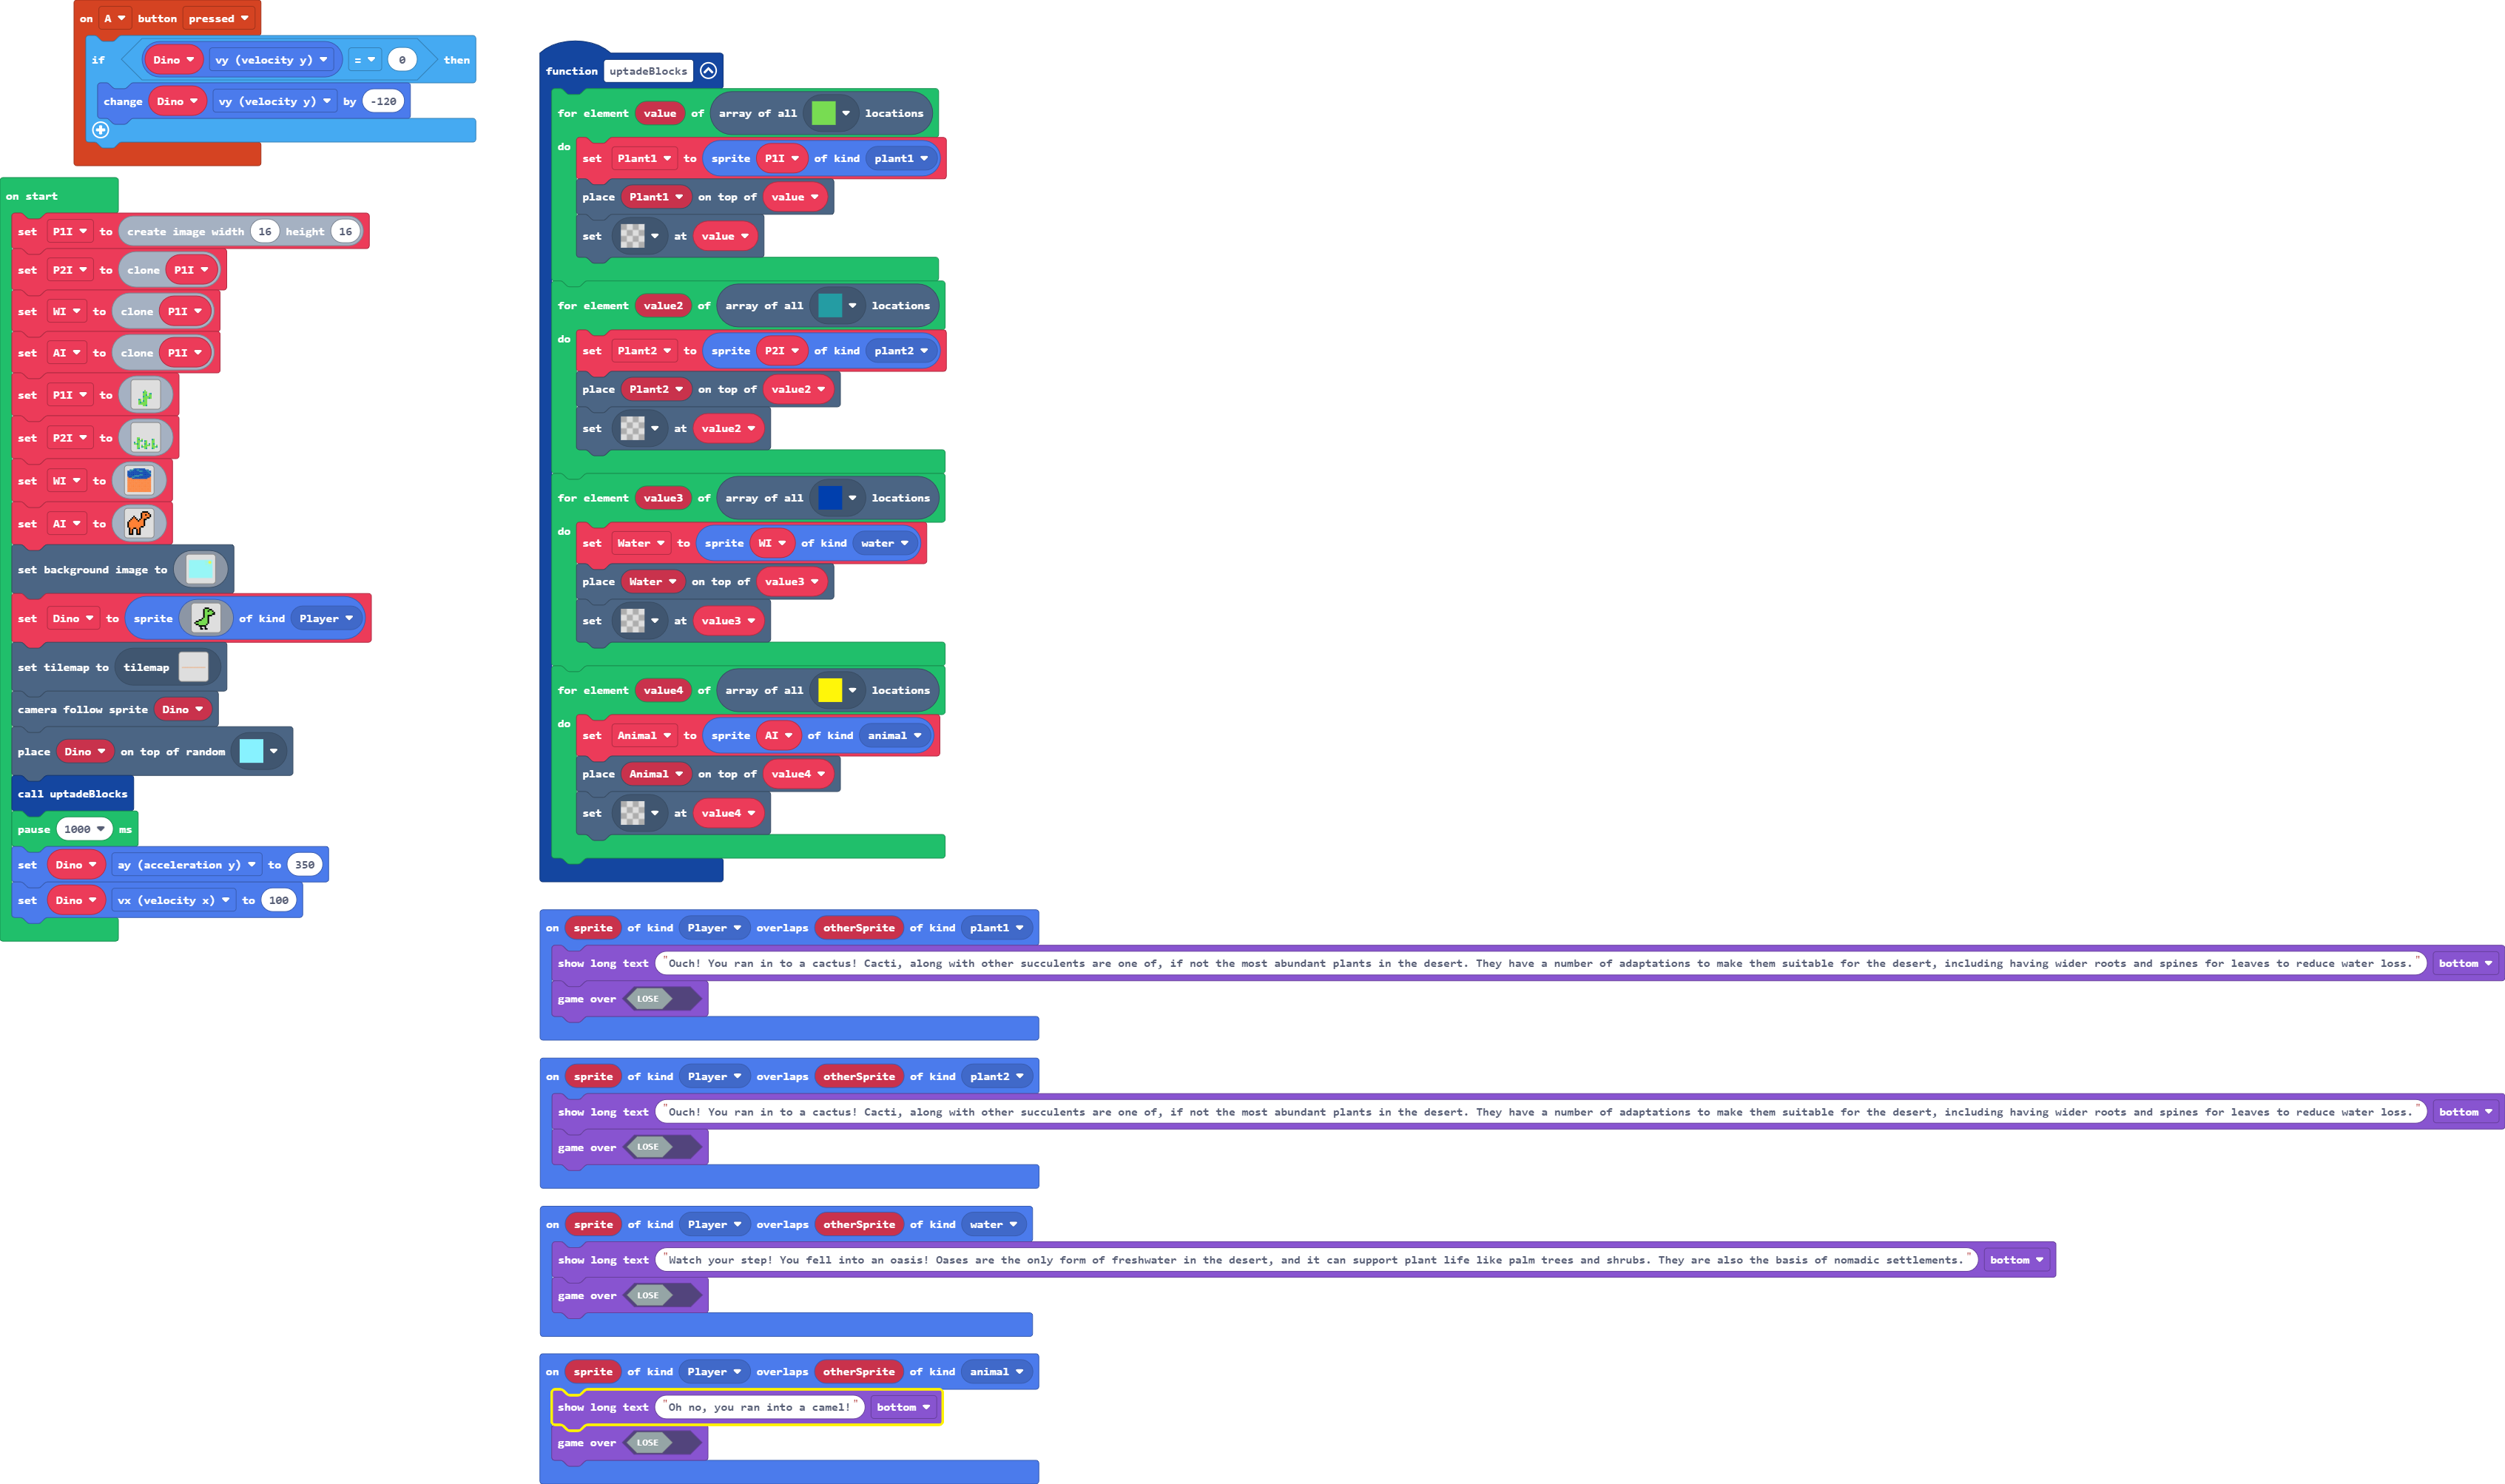 on A button pressed
if Dino vy (velocity y) = 0 then
change Dino vy (velocity y) by -120
on start
set P1I to create image width 16 height 16
set P2I to clone P1I
set WI to clone P1I
set AI to clone P1I
set P1I to
set P2I to
set WI to
set AI to
set background image to
set Dino to sprite of kind Player
set tilemap to tilemap
camera follow sprite Dino
place Dino on top of random
call uptadeBlocks
pause 1000 ms
set Dino ay (acceleration y) to 350
set Dino vx (velocity x) to 100
function uptadeBlocks
for element value of array of all locations
do
set Plant1 to sprite P1I of kind plant1
place Plant1 on top of value
set at value
for element value2 of array of all locations
do
set Plant2 to sprite P2I of kind plant2
place Plant2 on top of value2
set at value2
for element value3 of array of all locations
do
set Water to sprite WI of kind water
place Water on top of value3
set at value3
for element value4 of array of all locations
do
set Animal to sprite AI of kind animal
place Animal on top of value4
set at value4
on sprite of kind Player overlaps otherSprite of kind plant1
show long text "Ouch! You ran in to a cactus! Cacti, along with other succulents are one of, if not the most abundant plants in the desert. They have a number of adaptations to make them suitable for the desert, including having wider roots and spines for leaves to reduce water loss." bottom
game over LOSE
on sprite of kind Player overlaps otherSprite of kind plant2
show long text "Ouch! You ran in to a cactus! Cacti, along with other succulents are one of, if not the most abundant plants in the desert. They have a number of adaptations to make them suitable for the desert, including having wider roots and spines for leaves to reduce water loss." bottom
game over LOSE
on sprite of kind Player overlaps otherSprite of kind water
show long text "Watch your step! You fell into an oasis! Oases are the only form of freshwater in the desert, and it can support plant life like palm trees and shrubs. They are also the basis of nomadic settlements." bottom
game over LOSE
on sprite of kind Player overlaps otherSprite of kind animal
show long text "Oh no, you ran into a camel!" bottom
game over LOSE